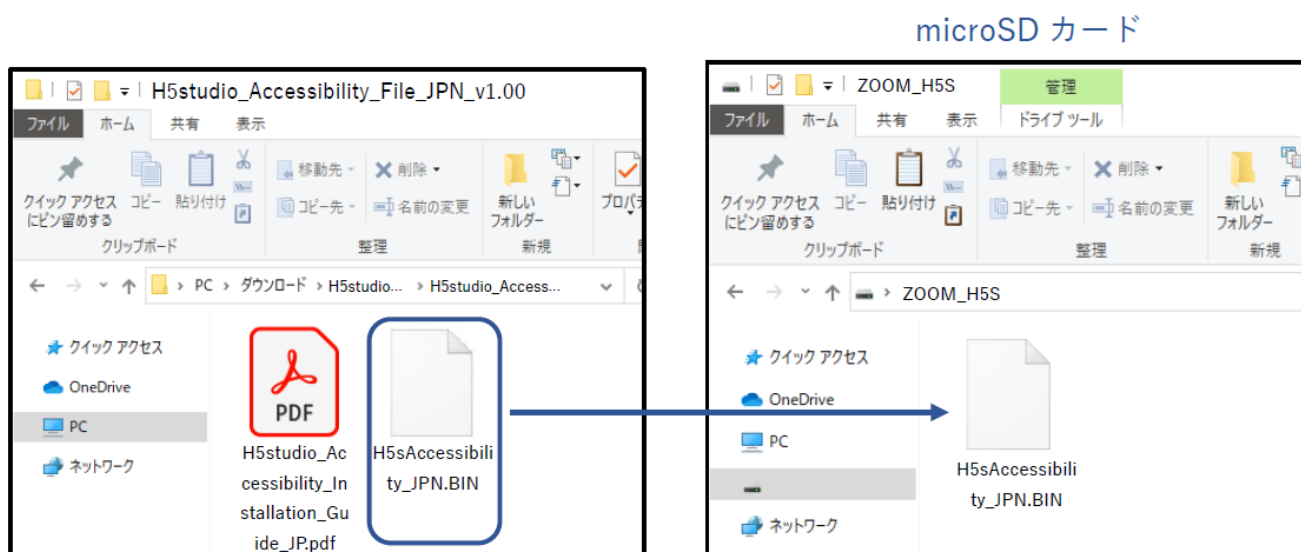 microSD カード
H5studio_Accessibility_File_JPN_v1.00
ファイル ホーム 共有 表示
クイック アクセス
にピン留めする
コピー
貼り付け
移動先
コピー先
削除
名前の変更
新しい
フォルダー
クリップボード
整理
新規
PC › ダウンロード › H5studio... › H5studio_Access...
クイック アクセス
OneDrive
PC
ネットワーク
PDF
H5studio_Ac
cessibility_In
stallation_Gu
ide_JP.pdf
H5sAccessibili
ty_JPN.BIN
ZOOM_H5S
管理
ファイル ホーム 共有 表示 ドライブ ツール
クイック アクセス
にピン留めする
コピー
貼り付け
移動先
コピー先
削除
名前の変更
新しい
フォルダー
クリップボード
整理
新規
› ZOOM_H5S
クイック アクセス
OneDrive
PC
ネットワーク
H5sAccessibili
ty_JPN.BIN